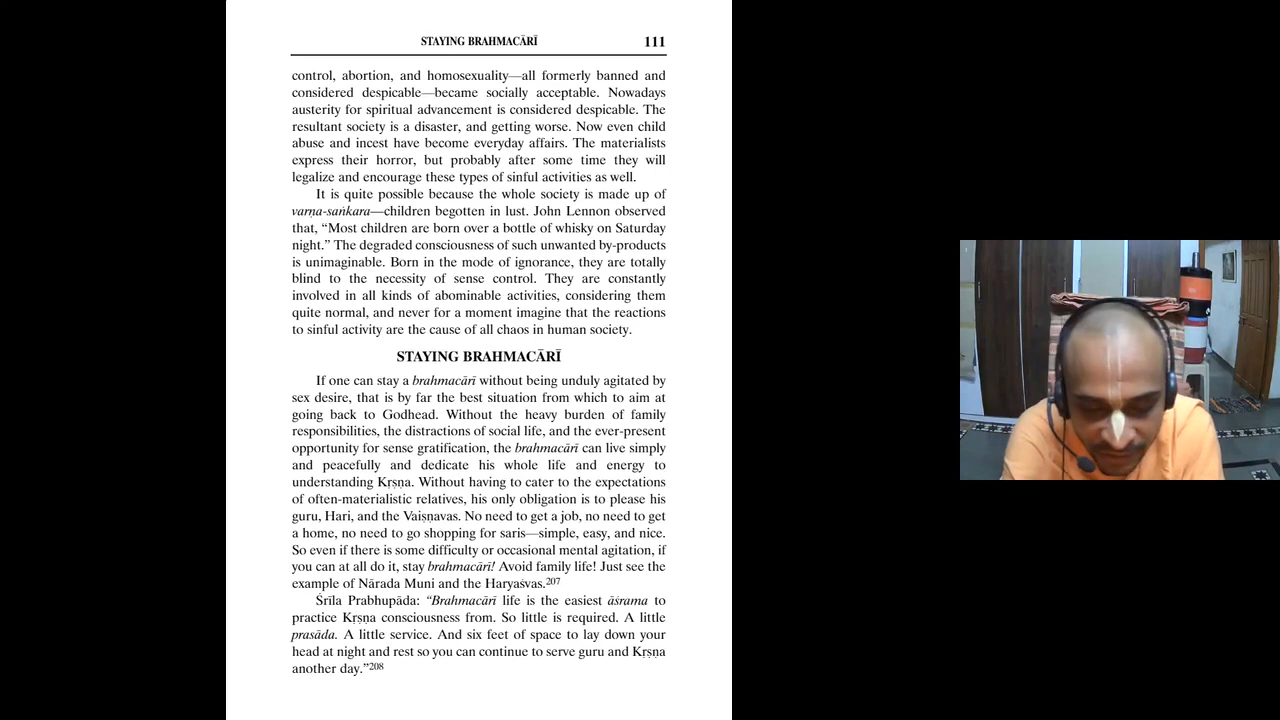 STAYING BRAHMACĀRĪ 111
control, abortion, and homosexuality—all formerly banned and
considered despicable—became socially acceptable. Nowadays
austerity for spiritual advancement is considered despicable. The
resultant society is a disaster, and getting worse. Now even child
abuse and incest have become everyday affairs. The materialists
express their horror, but probably after some time they will
legalize and encourage these types of sinful activities as well.
It is quite possible because the whole society is made up of
varṇa-saṅkara—children begotten in lust. John Lennon observed
that, “Most children are born over a bottle of whisky on Saturday
night.” The degraded consciousness of such unwanted by-products
is unimaginable. Born in the mode of ignorance, they are totally
blind to the necessity of sense control. They are constantly
involved in all kinds of abominable activities, considering them
quite normal, and never for a moment imagine that the reactions
to sinful activity are the cause of all chaos in human society.
STAYING BRAHMACĀRĪ
If one can stay a brahmacārī without being unduly agitated by
sex desire, that is by far the best situation from which to aim at
going back to Godhead. Without the heavy burden of family
responsibilities, the distractions of social life, and the ever-present
opportunity for sense gratification, the brahmacārī can live simply
and peacefully and dedicate his whole life and energy to
understanding Kṛṣṇa. Without having to cater to the expectations
of often-materialistic relatives, his only obligation is to please his
guru, Hari, and the Vaiṣṇavas. No need to get a job, no need to get
a home, no need to go shopping for saris—simple, easy, and nice.
So even if there is some difficulty or occasional mental agitation, if
you can at all do it, stay brahmacārī! Avoid family life! Just see the
example of Nārada Muni and the Haryaśvas.207
Śrīla Prabhupāda: “Brahmacārī life is the easiest āśrama to
practice Kṛṣṇa consciousness from. So little is required. A little
prasāda. A little service. And six feet of space to lay down your
head at night and rest so you can continue to serve guru and Kṛṣṇa
another day.”208